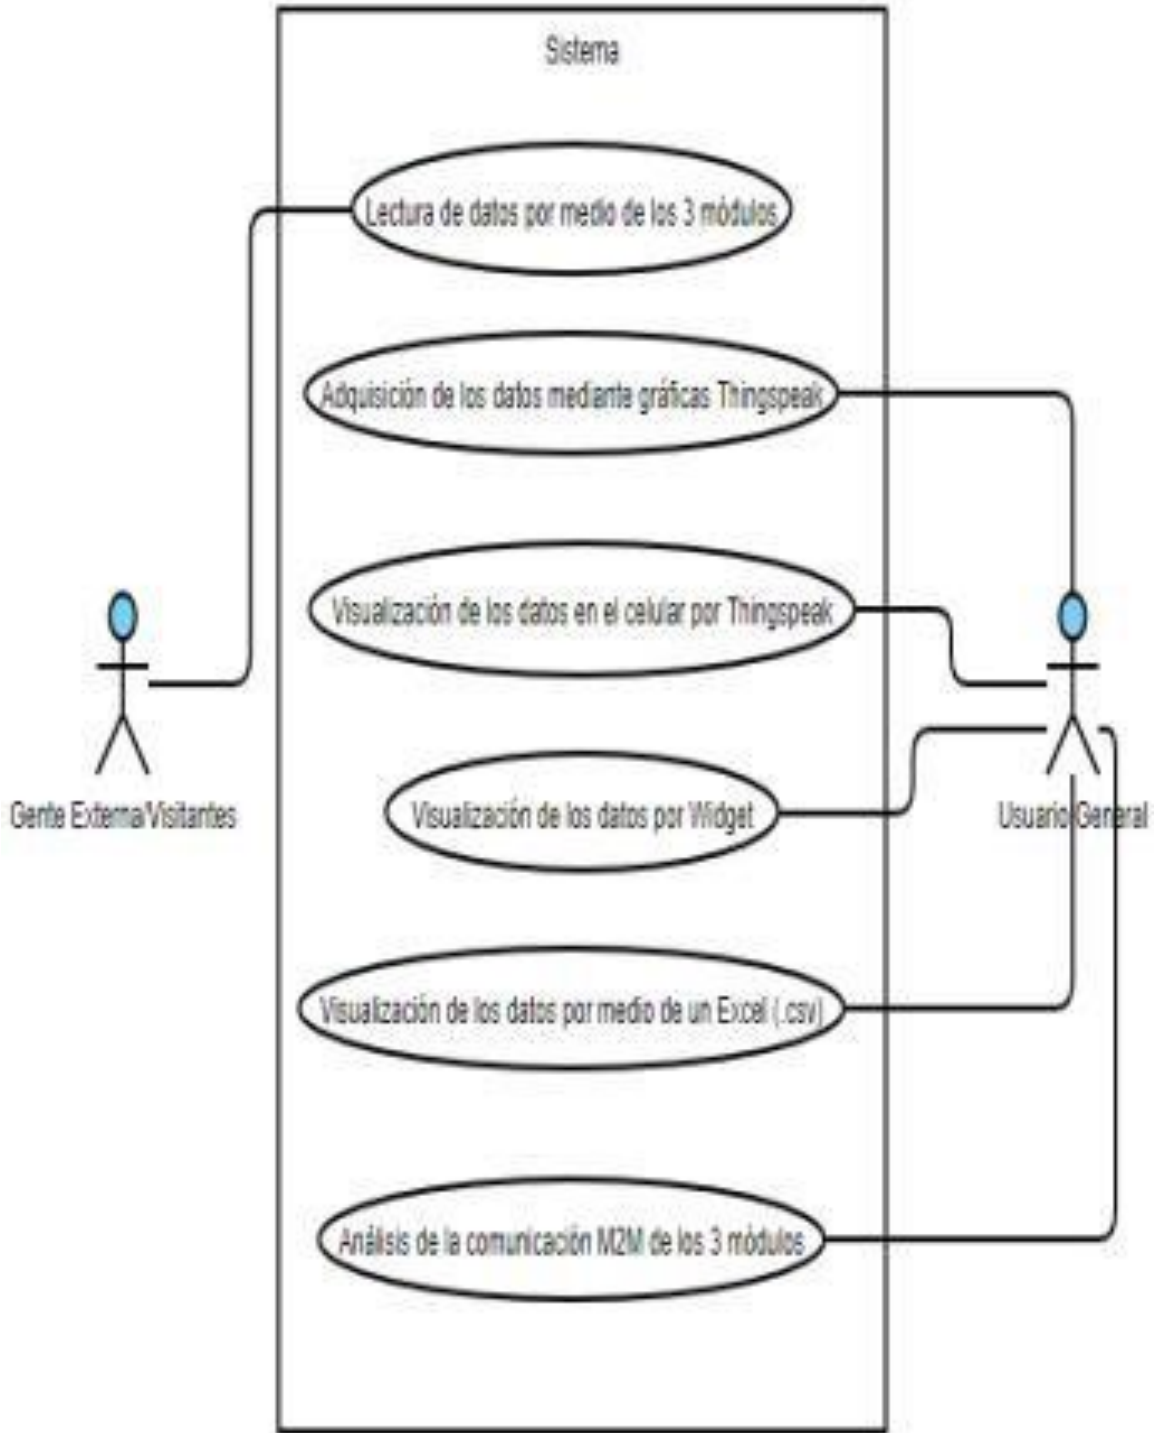 Sistema
Lectura de datos por medio de los 3 módulos
Adquisición de los datos mediante gráficas Thingspeak
Visualización de los datos en el celular por Thingspeak
Gente Externa/Visitantes
Visualización de los datos por Widget
Usuario General
Visualización de los datos por medio de un Excel (.csv)
Análisis de la comunicación M2M de los 3 módulos